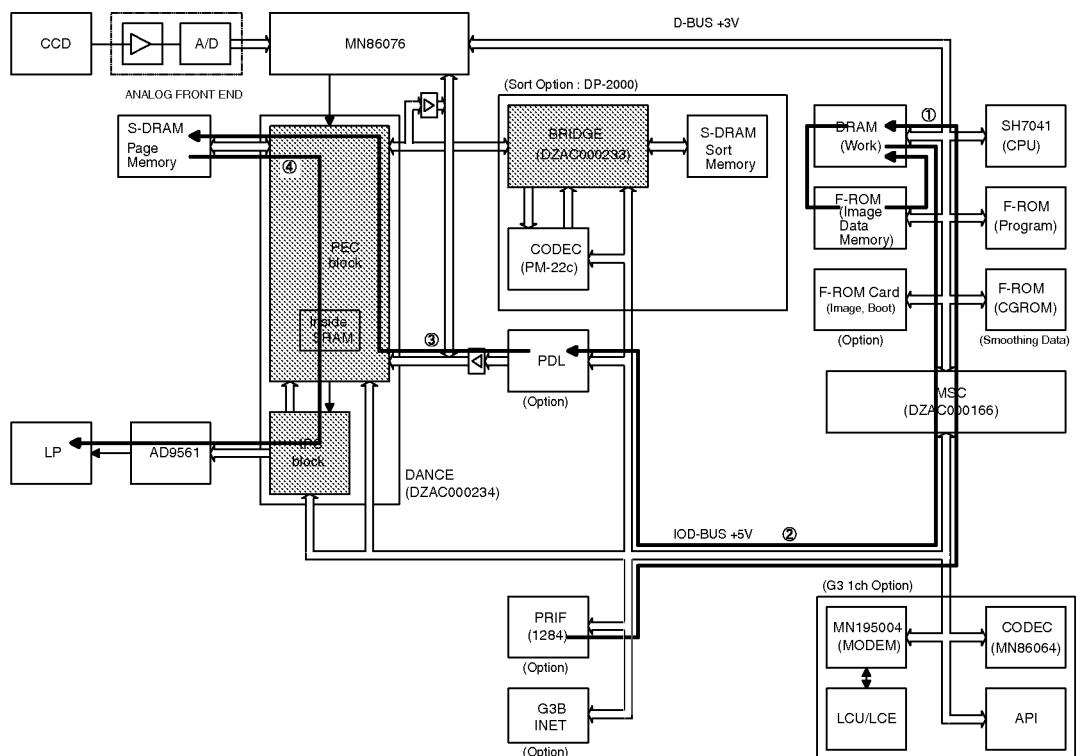 D-BUS +3V
CCD
A/D
MN86076
ANALOG FRONT END
(Sort Option : DP-2000)
S-DRAM
Page
Memory
④
BRIDGE
(DZAC000233)
S-DRAM
Sort
Memory
①
DRAM
(Work)
SH7041
(CPU)
F-ROM
(Image
Data
Memory)
F-ROM
(Program)
PEC
block
CODEC
(PM-22c)
F-ROM Card
(Image, Boot)
(Option)
F-ROM
(CGROM)
(Smoothing Data)
Inside
SRAM
③
PDL
(Option)
MSC
(DZAC000166)
LP
AD9561
block
DANCE
(DZAC000234)
IOD-BUS +5V
②
(G3 1ch Option)
PRIF
(1284)
(Option)
MN195004
(MODEM)
CODEC
(MN86064)
G3B
INET
(Option)
LCU/LCE
API